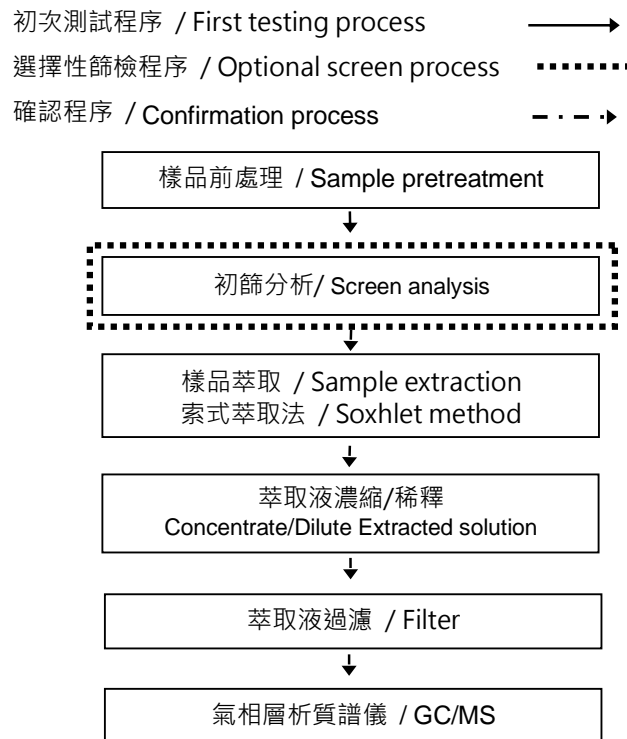 初次測試程序 / First testing process
選擇性篩檢程序 / Optional screen process
確認程序 / Confirmation process
樣品前處理 / Sample pretreatment
初篩分析/ Screen analysis
樣品萃取 / Sample extraction
索式萃取法 / Soxhlet method
萃取液濃縮/稀釋
Concentrate/Dilute Extracted solution
萃取液過濾 / Filter
氣相層析質譜儀 / GC/MS